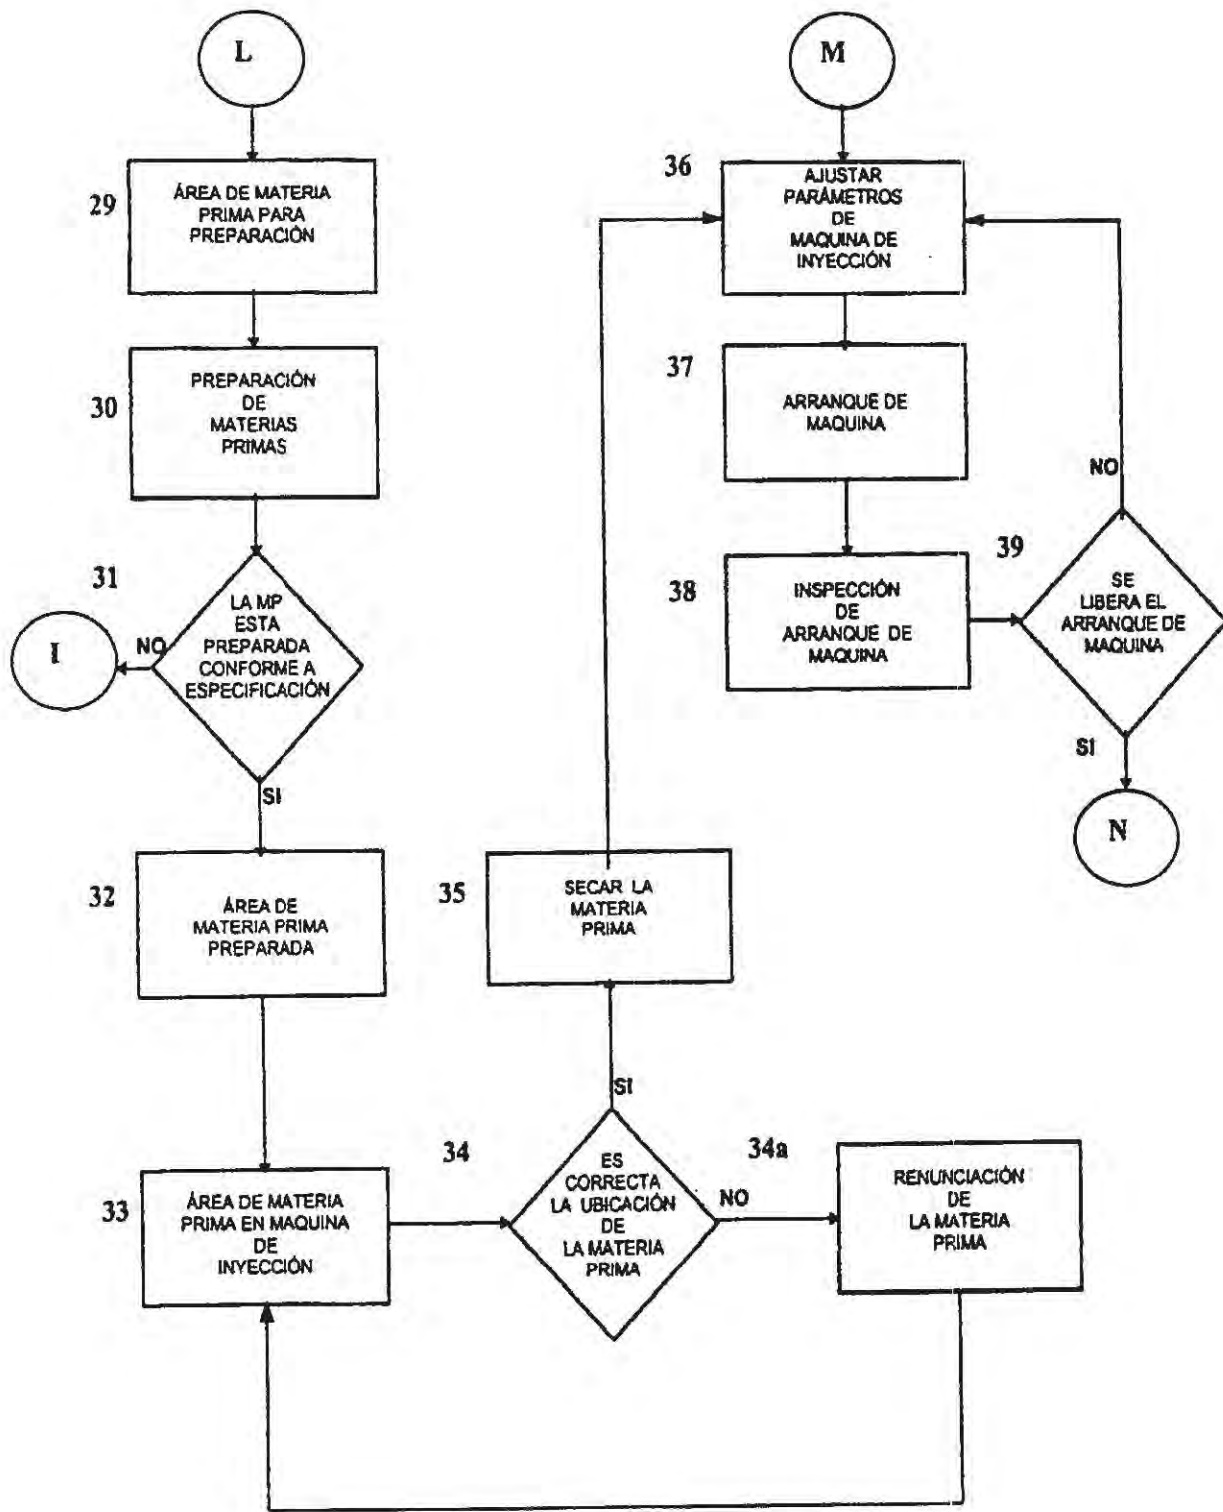 L
29
ÁREA DE MATERIA
PRIMA PARA
PREPARACIÓN
30
PREPARACIÓN
DE
MATERIAS
PRIMAS
31
LA MP
ESTA
PREPARADA
CONFORME A
ESPECIFICACIÓN
NO
I
SI
32
ÁREA DE
MATERIA PRIMA
PREPARADA
33
ÁREA DE MATERIA
PRIMA EN MAQUINA
DE
INYECCIÓN
34
ES
CORRECTA
LA UBICACIÓN
DE
LA MATERIA
PRIMA
NO
34a
RENUNCIACIÓN
DE
LA MATERIA
PRIMA
SI
35
SECAR LA
MATERIA
PRIMA
M
36
AJUSTAR
PARÁMETROS
DE
MAQUINA DE
INYECCIÓN
37
ARRANQUE DE
MAQUINA
38
INSPECCIÓN
DE
ARRANQUE DE
MAQUINA
39
SE
LIBERA EL
ARRANQUE DE
MAQUINA
NO
SI
N